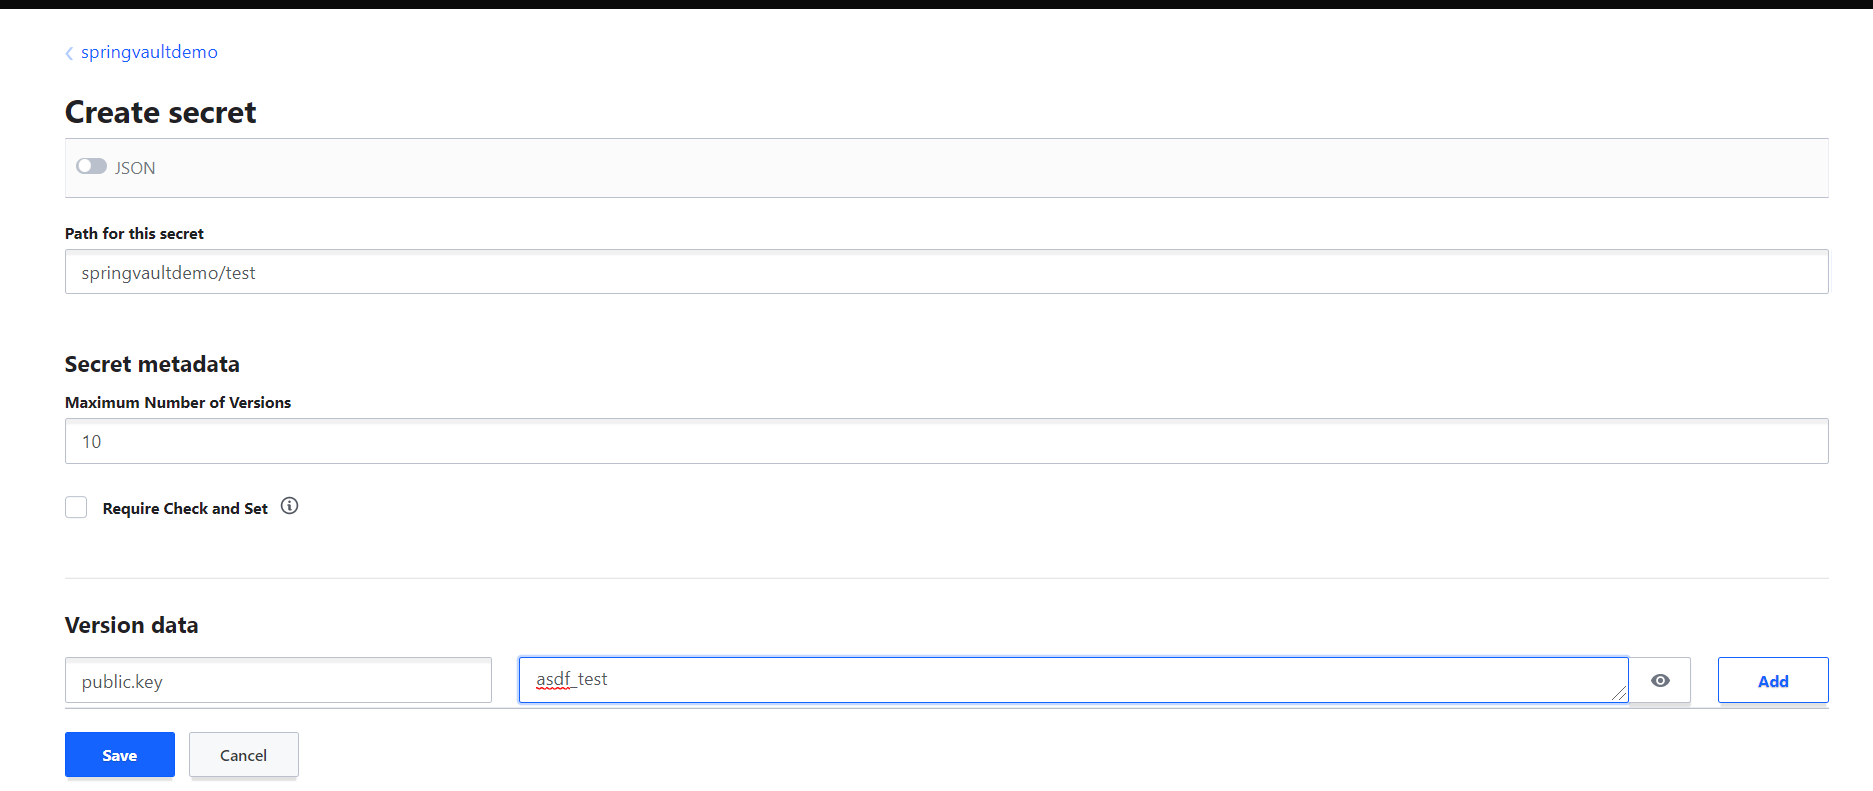 springvaultdemo
Create secret
JSON
Path for this secret
springvaultdemo/test
Secret metadata
Maximum Number of Versions
10
Require Check and Set
Version data
public.key asdf_test Add
Save Cancel